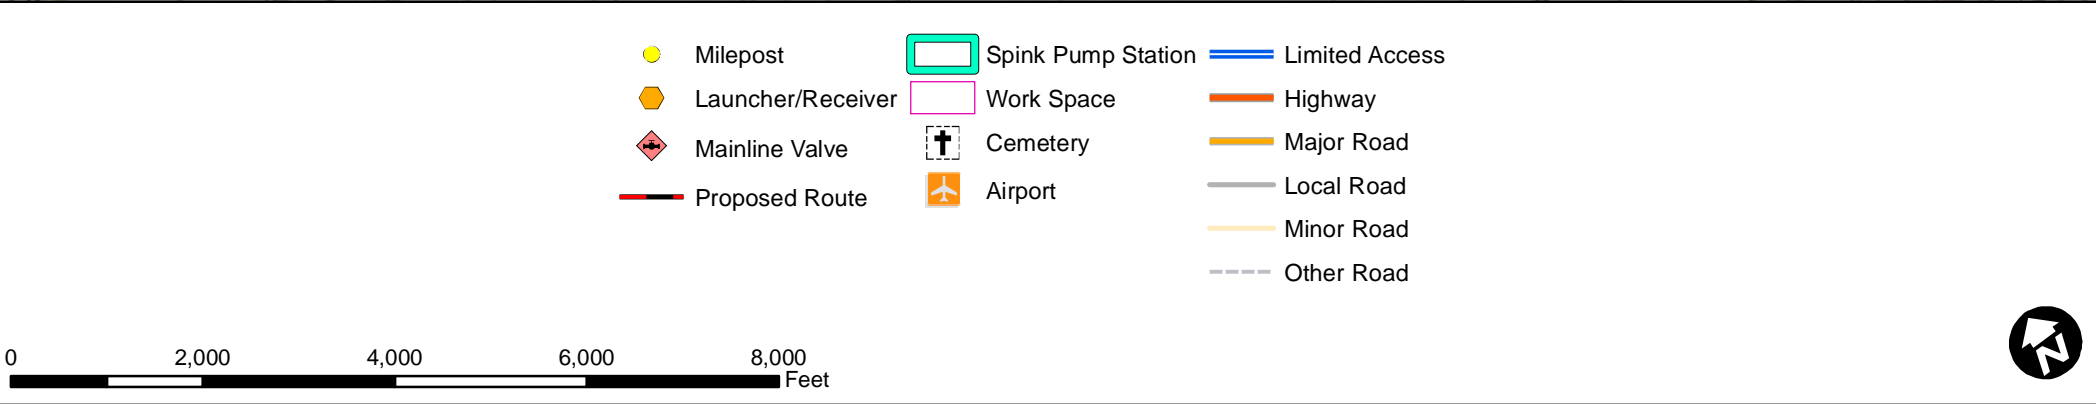 Milepost
Launcher/Receiver
Mainline Valve
Proposed Route
Spink Pump Station
Work Space
Cemetery
Airport
Limited Access
Highway
Major Road
Local Road
Minor Road
Other Road
0 2,000 4,000 6,000 8,000
Feet
N